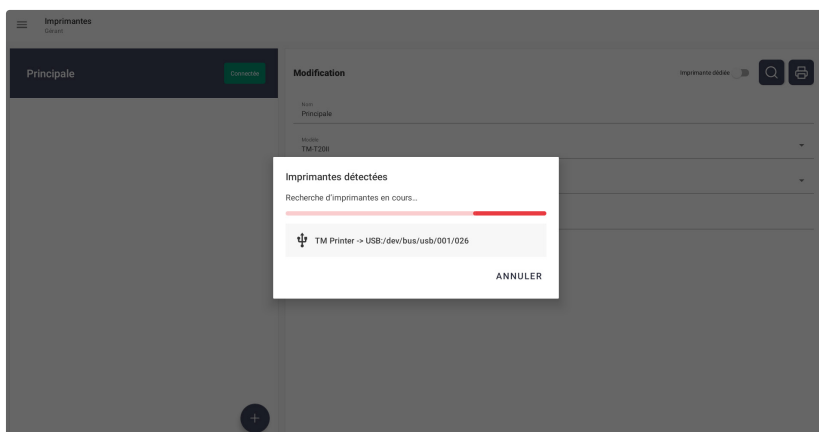 Imprimantes
Gérant
Principale
Connectée
Modification
Imprimante dédiée
Nom
Principale
Modèle
TM-T20II
Imprimantes détectées
Recherche d'imprimantes en cours…
TM Printer -> USB:/dev/bus/usb/001/026
ANNULER